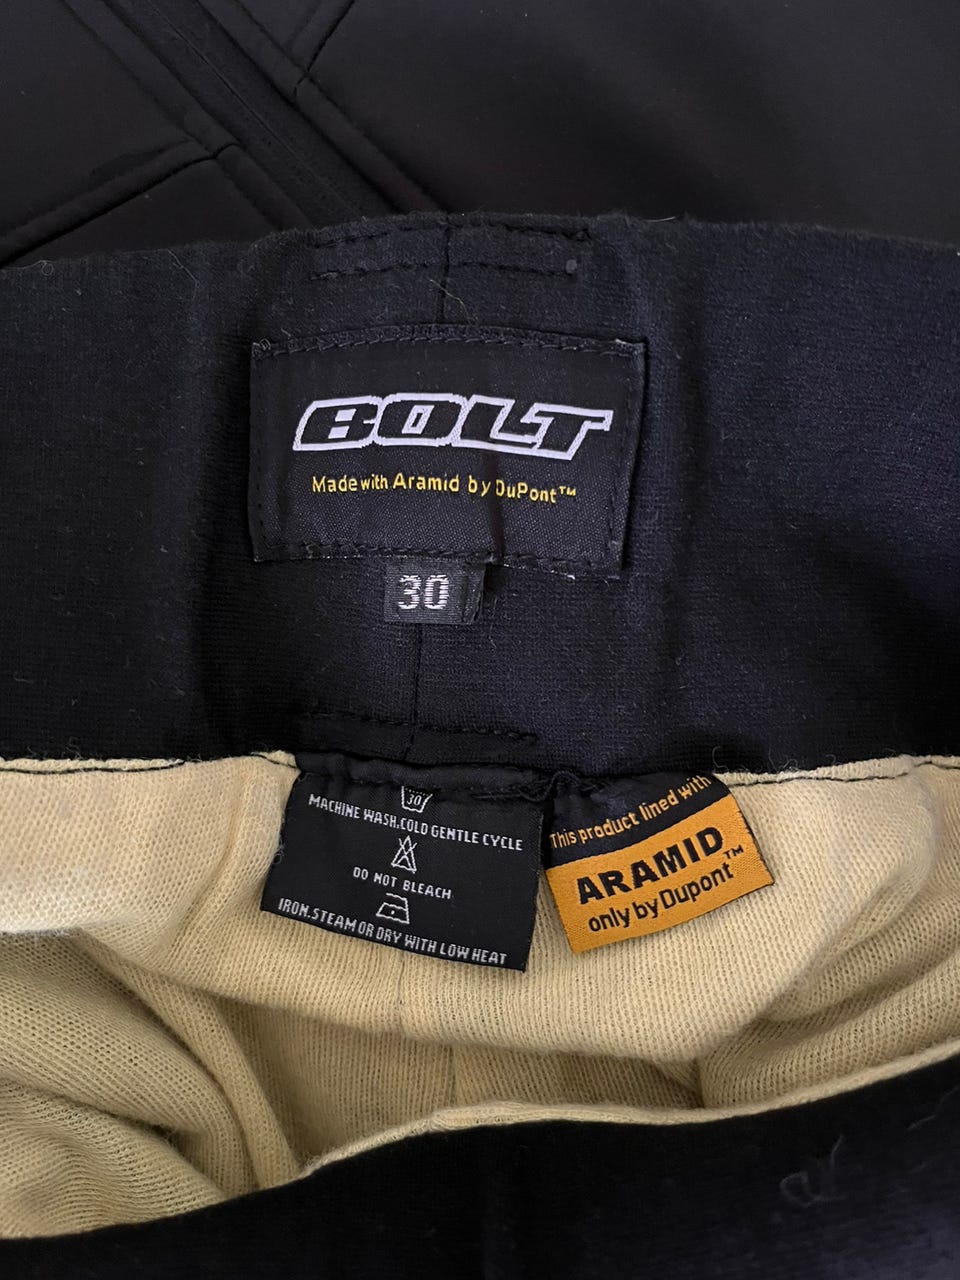 BOLT
Made with Aramid by DuPont™
30
30
MACHINE WASH,COLD GENTLE CYCLE
DO NOT BLEACH
IRON,STEAM OR DRY WITH LOW HEAT
This product lined with
ARAMID
only by Dupont™